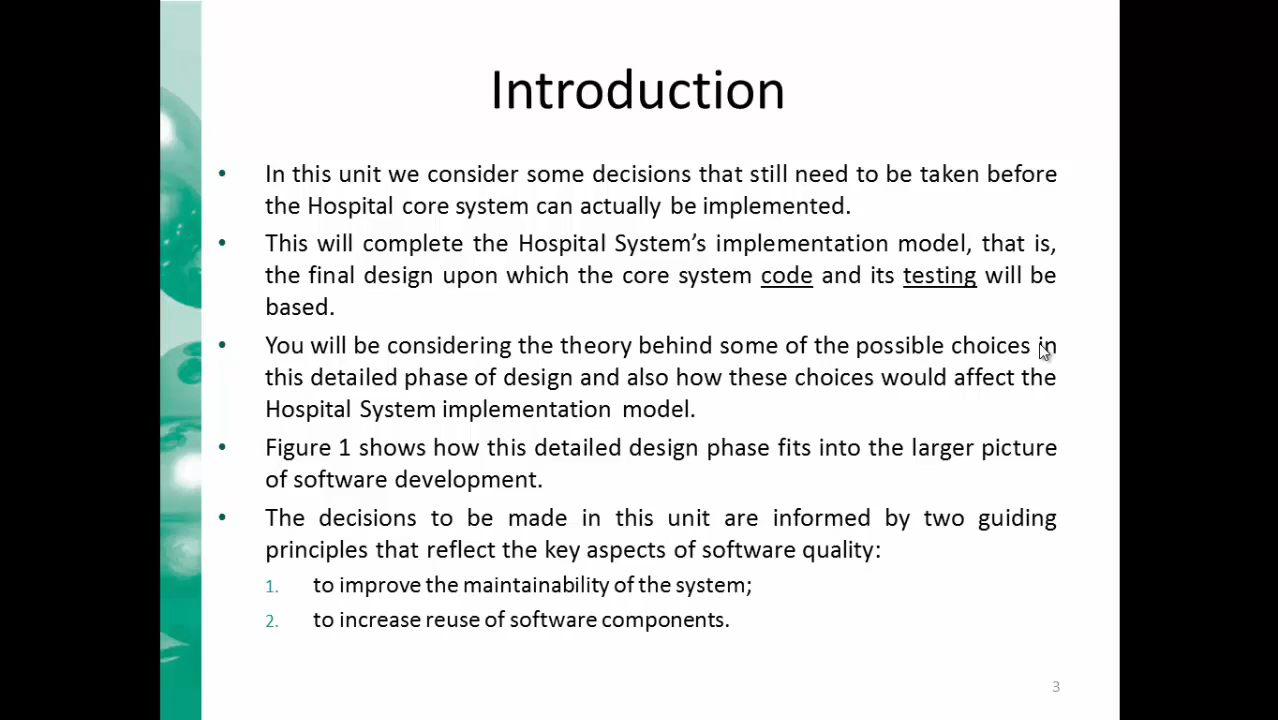 Introduction
• In this unit we consider some decisions that still need to be taken before
the Hospital core system can actually be implemented.
• This will complete the Hospital System’s implementation model, that is,
the final design upon which the core system code and its testing will be
based.
• You will be considering the theory behind some of the possible choices in
this detailed phase of design and also how these choices would affect the
Hospital System implementation model.
• Figure 1 shows how this detailed design phase fits into the larger picture
of software development.
• The decisions to be made in this unit are informed by two guiding
principles that reflect the key aspects of software quality:
1. to improve the maintainability of the system;
2. to increase reuse of software components.
3